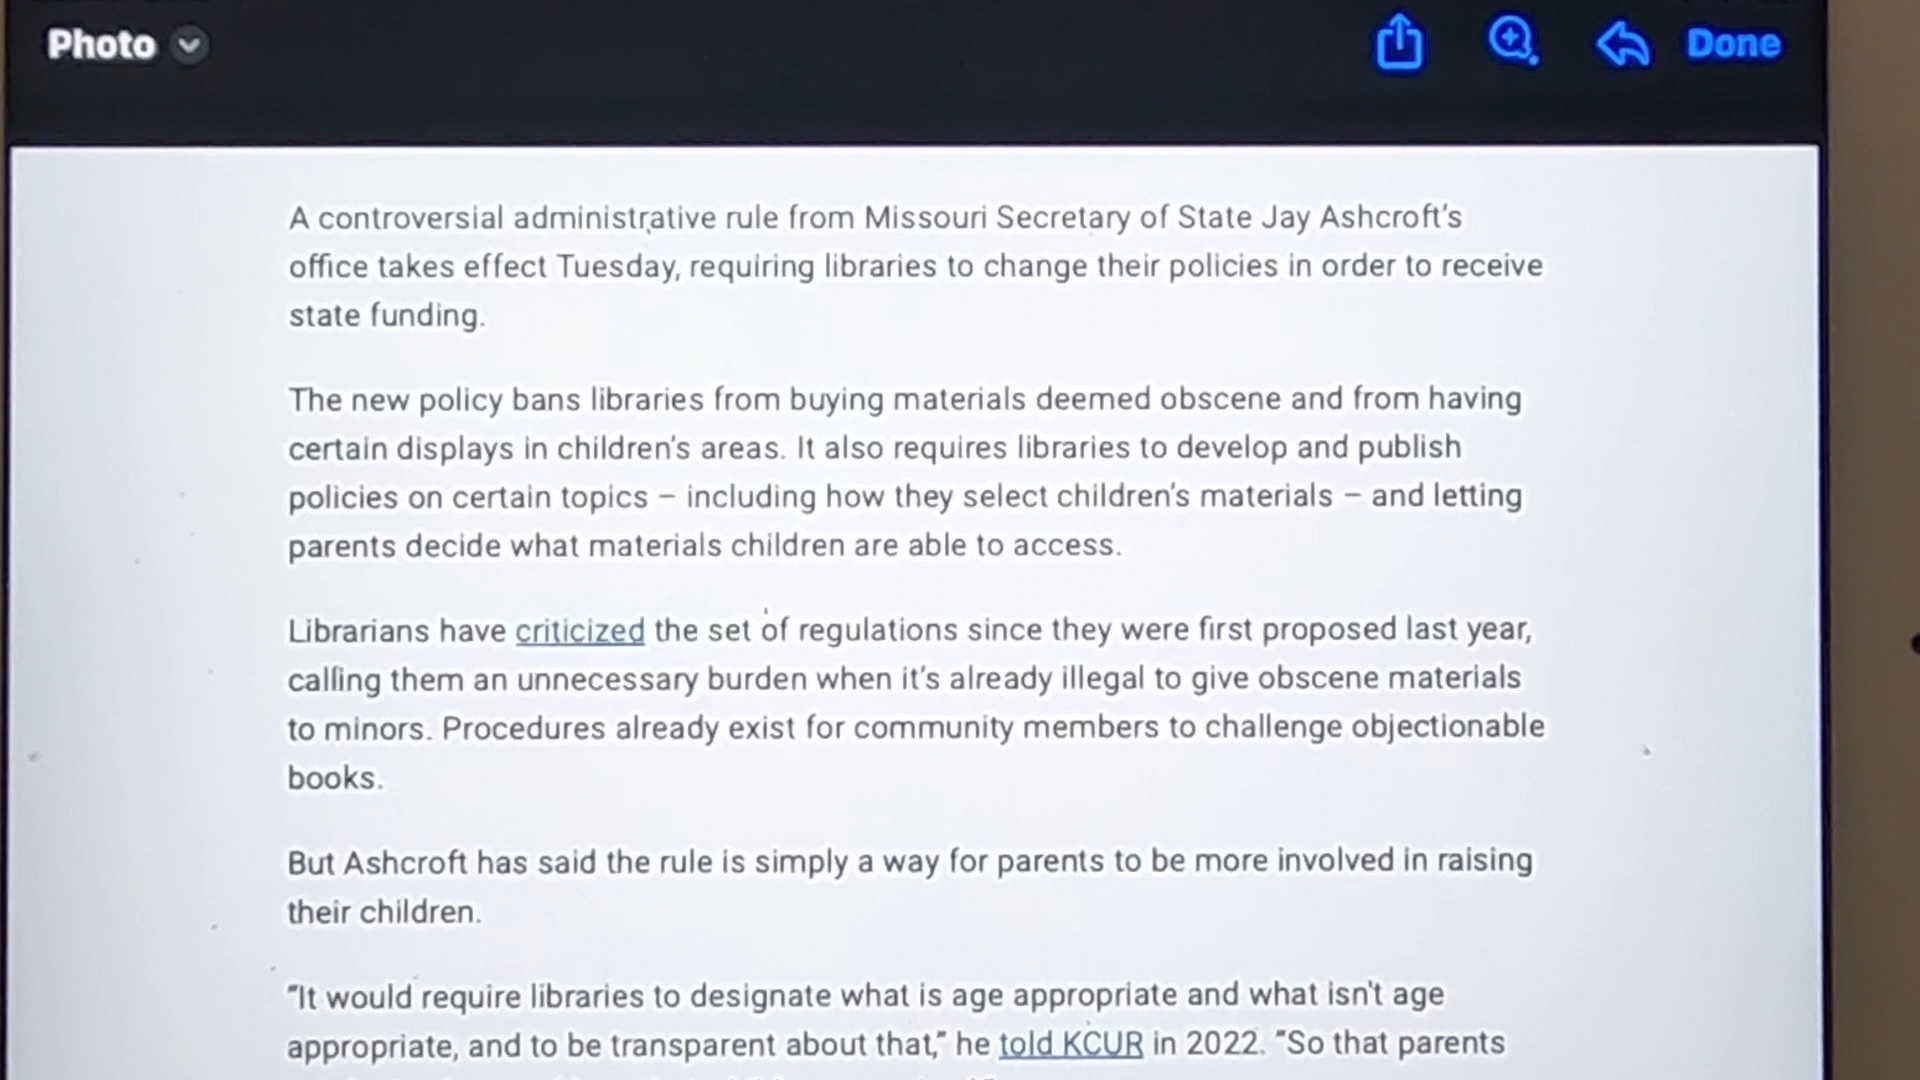 Photo
Done
A controversial administrative rule from Missouri Secretary of State Jay Ashcroft's
office takes effect Tuesday, requiring libraries to change their policies in order to receive
state funding.
The new policy bans libraries from buying materials deemed obscene and from having
certain displays in children's areas. It also requires libraries to develop and publish
policies on certain topics – including how they select children's materials – and letting
parents decide what materials children are able to access.
Librarians have criticized the set of regulations since they were first proposed last year,
calling them an unnecessary burden when it's already illegal to give obscene materials
to minors. Procedures already exist for community members to challenge objectionable
books.
But Ashcroft has said the rule is simply a way for parents to be more involved in raising
their children.
"It would require libraries to designate what is age appropriate and what isn't age
appropriate, and to be transparent about that," he told KCUR in 2022. "So that parents